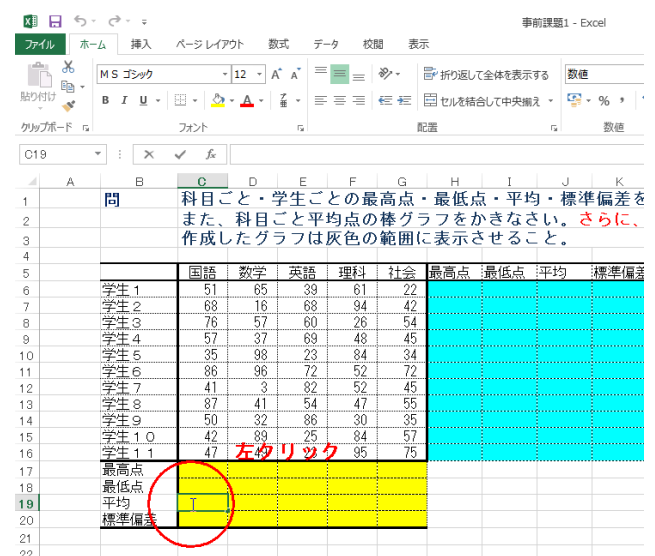 事前課題1 - Excel
ファイル ホーム 挿入 ページ レイアウト 数式 データ 校閲 表示
貼り付け
ＭＳ ゴシック 12 A A 折り返して全体を表示する 数値
B I U A セルを結合して中央揃え % ,
クリップボード フォント 配置 数値
C19 fx
A B C D E F G H I J K
1 問 科目ごと・学生ごとの最高点・最低点・平均・標準偏差を
2 また、科目ごと平均点の棒グラフをかきなさい。さらに、
3 作成したグラフは灰色の範囲に表示させること。
4
5 国語 数学 英語 理科 社会 最高点 最低点 平均 標準偏差
6 学生１ 51 65 39 61 22
7 学生２ 68 16 68 94 42
8 学生３ 76 57 60 26 54
9 学生４ 57 37 69 48 45
10 学生５ 35 98 23 84 34
11 学生６ 86 96 72 52 72
12 学生７ 41 3 82 52 45
13 学生８ 87 41 54 47 55
14 学生９ 50 32 86 30 35
15 学生１０ 42 89 25 84 57
16 学生１１ 47 95 75
左クリック
17 最高点
18 最低点
19 平均
20 標準偏差
21
22